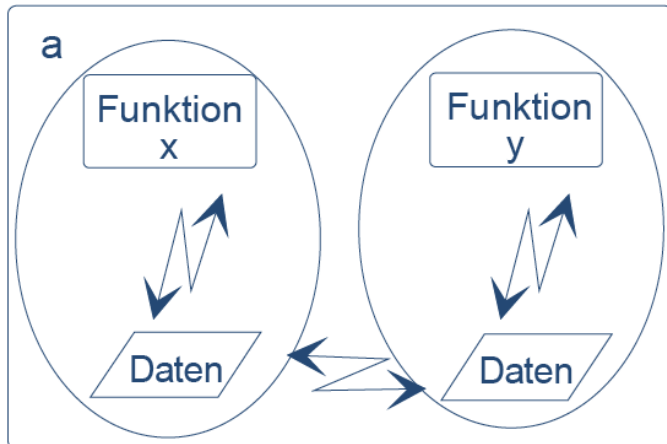 a
Funktion
x
Funktion
y
Daten
Daten